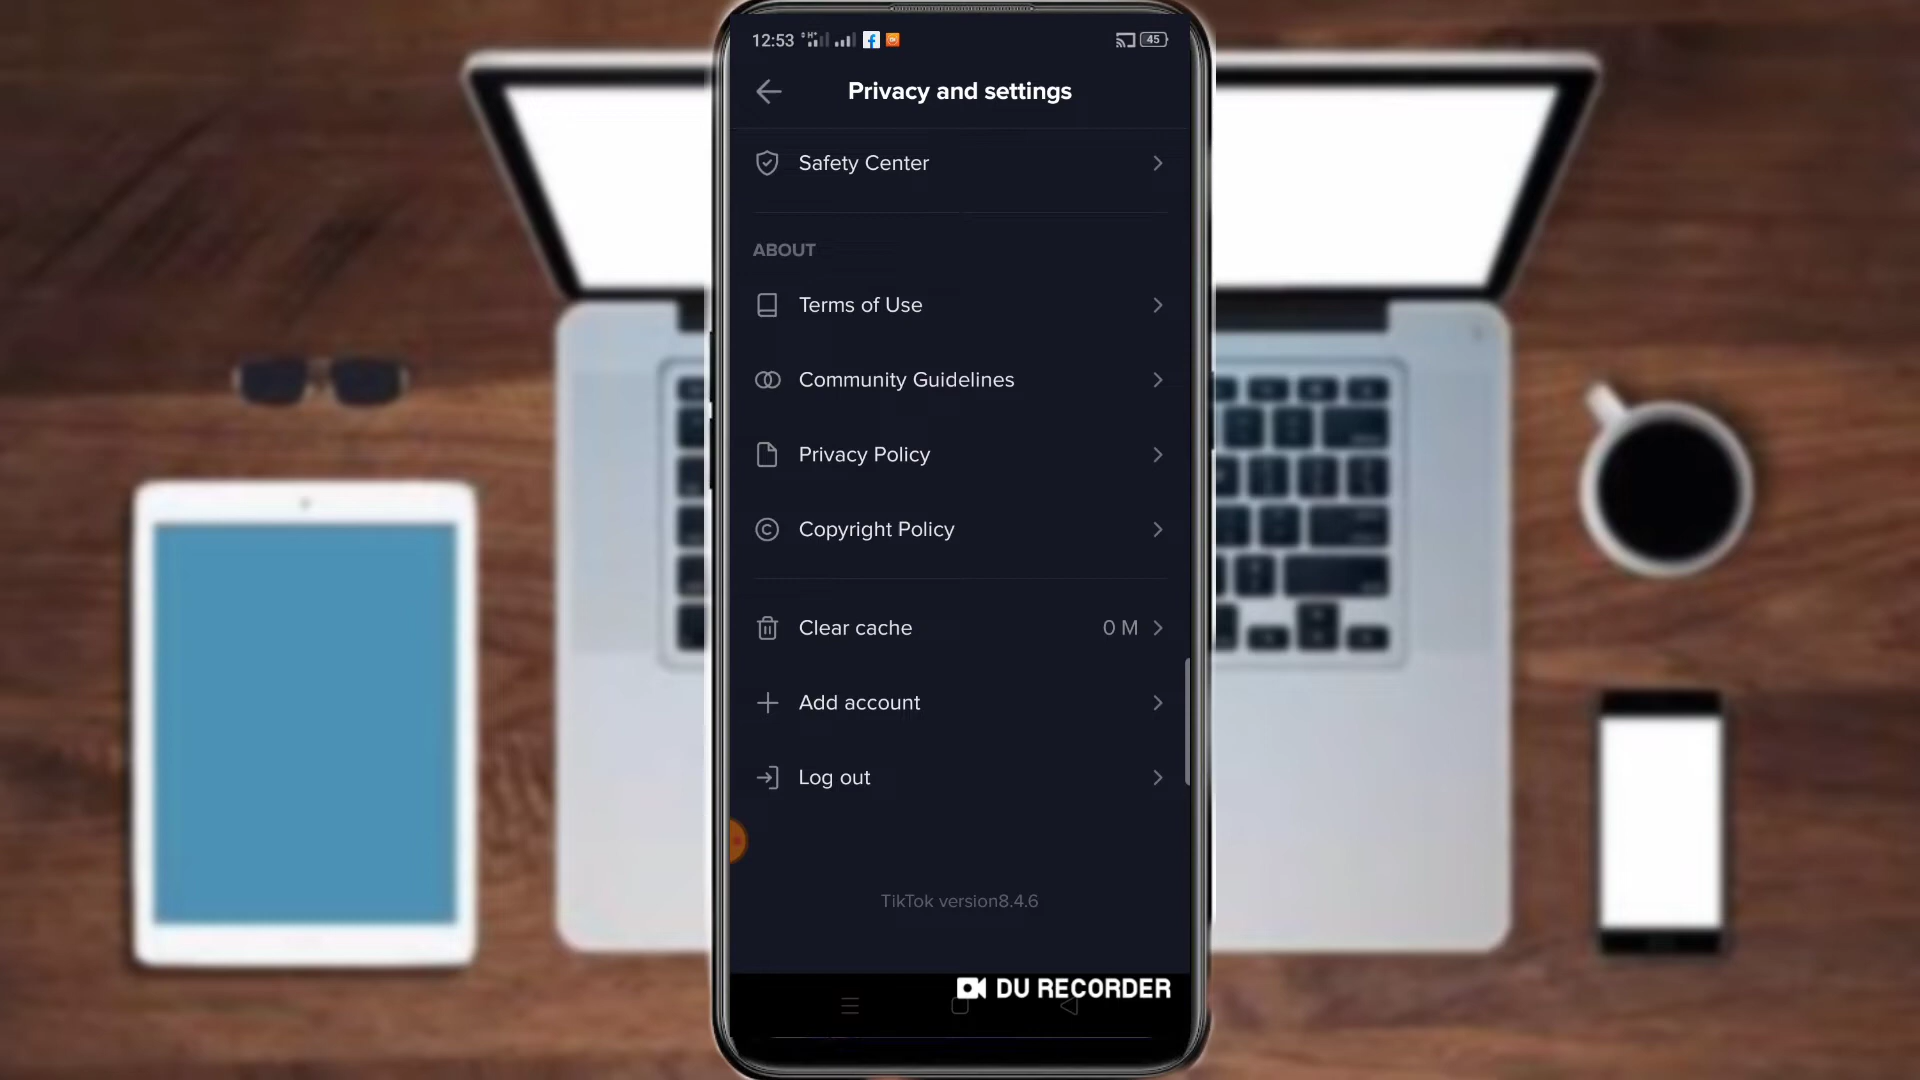 12:53
45
Privacy and settings
Safety Center
ABOUT
Terms of Use
Community Guidelines
Privacy Policy
Copyright Policy
Clear cache 0 M
Add account
Log out
TikTok version8.4.6
DU RECORDER